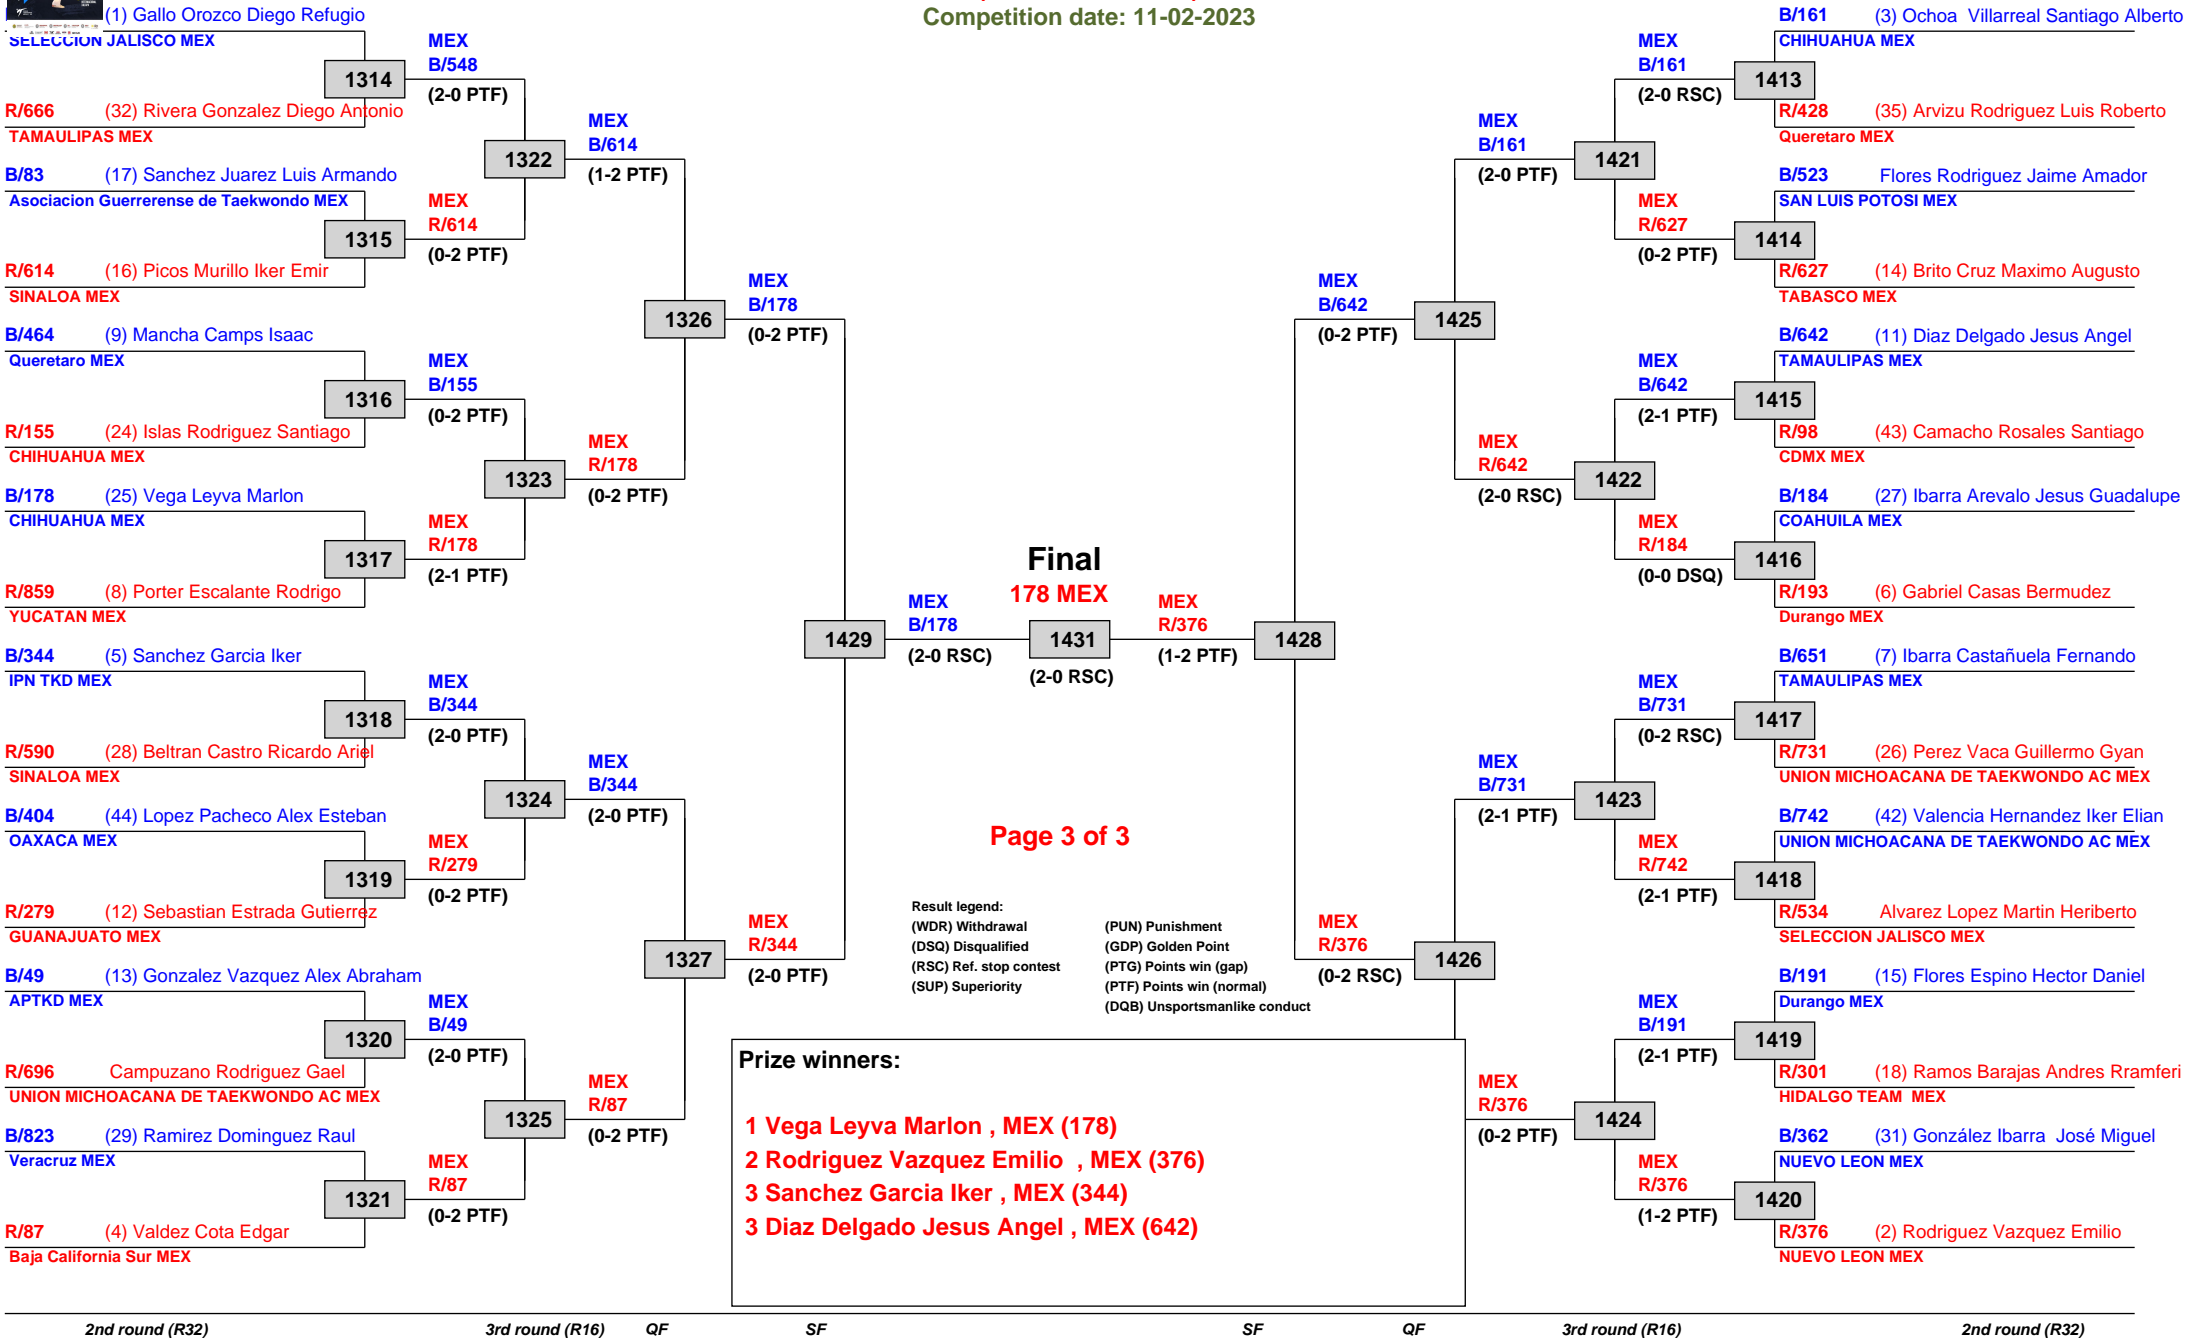 (1) Gallo Orozco Diego Refugio
SELECCION JALISCO MEX
R/666 (32) Rivera Gonzalez Diego Antonio
TAMAULIPAS MEX
B/83 (17) Sanchez Juarez Luis Armando
Asociacion Guerrerense de Taekwondo MEX
R/614 (16) Picos Murillo Iker Emir
SINALOA MEX
B/464 (9) Mancha Camps Isaac
Queretaro MEX
R/155 (24) Islas Rodriguez Santiago
CHIHUAHUA MEX
B/178 (25) Vega Leyva Marlon
CHIHUAHUA MEX
R/859 (8) Porter Escalante Rodrigo
YUCATAN MEX
B/344 (5) Sanchez Garcia Iker
IPN TKD MEX
R/590 (28) Beltran Castro Ricardo Ariel
SINALOA MEX
B/404 (44) Lopez Pacheco Alex Esteban
OAXACA MEX
R/279 (12) Sebastian Estrada Gutierrez
GUANAJUATO MEX
B/49 (13) Gonzalez Vazquez Alex Abraham
APTKD MEX
R/696 Campuzano Rodriguez Gael
UNION MICHOACANA DE TAEKWONDO AC MEX
B/823 (29) Ramirez Dominguez Raul
Veracruz MEX
R/87 (4) Valdez Cota Edgar
Baja California Sur MEX
1314
1315
1316
1317
1318
1319
1320
1321
MEX
B/548
(2-0 PTF)
MEX
R/614
(0-2 PTF)
MEX
B/155
(0-2 PTF)
MEX
R/178
(2-1 PTF)
MEX
B/344
(2-0 PTF)
MEX
R/279
(0-2 PTF)
MEX
B/49
(2-0 PTF)
MEX
R/87
(0-2 PTF)
1322
1323
1324
1325
MEX
B/614
(1-2 PTF)
MEX
R/178
(0-2 PTF)
MEX
B/344
(2-0 PTF)
MEX
R/87
(0-2 PTF)
1326
1327
MEX
B/178
(0-2 PTF)
MEX
R/344
(2-0 PTF)
1429
MEX
B/178
(2-0 RSC)
Competition date: 11-02-2023
Final
178 MEX
1431
(2-0 RSC)
MEX
R/376
(1-2 PTF)
1428
Page 3 of 3
Result legend:
(WDR) Withdrawal
(DSQ) Disqualified
(RSC) Ref. stop contest
(SUP) Superiority
(PUN) Punishment
(GDP) Golden Point
(PTG) Points win (gap)
(PTF) Points win (normal)
(DQB) Unsportsmanlike conduct
Prize winners:
1 Vega Leyva Marlon , MEX (178)
2 Rodriguez Vazquez Emilio , MEX (376)
3 Sanchez Garcia Iker , MEX (344)
3 Diaz Delgado Jesus Angel , MEX (642)
MEX
B/642
(0-2 PTF)
MEX
R/376
(0-2 RSC)
1425
1426
MEX
B/161
(2-0 PTF)
MEX
R/642
(2-0 RSC)
MEX
B/731
(2-1 PTF)
MEX
R/376
(0-2 PTF)
1421
1422
1423
1424
MEX
B/161
(2-0 RSC)
MEX
R/627
(0-2 PTF)
MEX
B/642
(2-1 PTF)
MEX
R/184
(0-0 DSQ)
MEX
B/731
(0-2 RSC)
MEX
R/742
(2-1 PTF)
MEX
B/191
(2-1 PTF)
MEX
R/376
(1-2 PTF)
1413
1414
1415
1416
1417
1418
1419
1420
B/161 (3) Ochoa Villarreal Santiago Alberto
CHIHUAHUA MEX
R/428 (35) Arvizu Rodriguez Luis Roberto
Queretaro MEX
B/523 Flores Rodriguez Jaime Amador
SAN LUIS POTOSI MEX
R/627 (14) Brito Cruz Maximo Augusto
TABASCO MEX
B/642 (11) Diaz Delgado Jesus Angel
TAMAULIPAS MEX
R/98 (43) Camacho Rosales Santiago
CDMX MEX
B/184 (27) Ibarra Arevalo Jesus Guadalupe
COAHUILA MEX
R/193 (6) Gabriel Casas Bermudez
Durango MEX
B/651 (7) Ibarra Castañuela Fernando
TAMAULIPAS MEX
R/731 (26) Perez Vaca Guillermo Gyan
UNION MICHOACANA DE TAEKWONDO AC MEX
B/742 (42) Valencia Hernandez Iker Elian
UNION MICHOACANA DE TAEKWONDO AC MEX
R/534 Alvarez Lopez Martin Heriberto
SELECCION JALISCO MEX
B/191 (15) Flores Espino Hector Daniel
Durango MEX
R/301 (18) Ramos Barajas Andres Rramferi
HIDALGO TEAM MEX
B/362 (31) González Ibarra José Miguel
NUEVO LEON MEX
R/376 (2) Rodriguez Vazquez Emilio
NUEVO LEON MEX
2nd round (R32) 3rd round (R16) QF SF SF QF 3rd round (R16) 2nd round (R32)